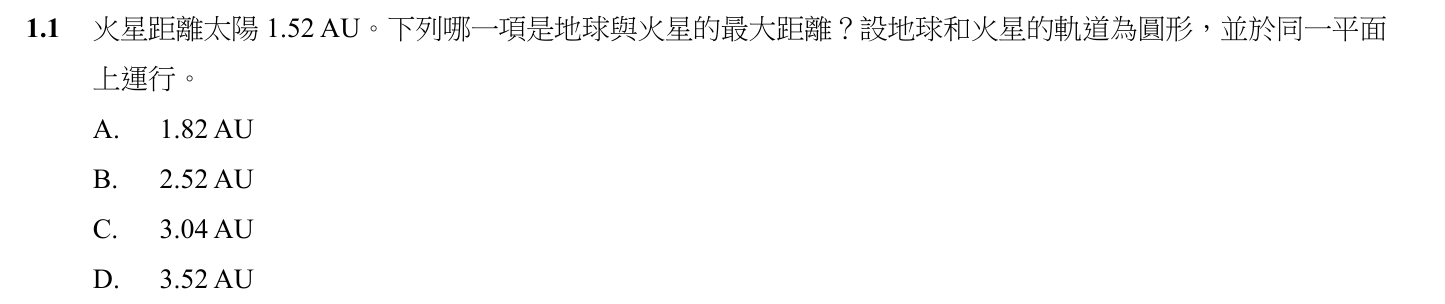 1.1 火星距離太陽 1.52 AU。下列哪一項是地球與火星的最大距離？設地球和火星的軌道為圓形，並於同一平面
上運行。
A. 1.82 AU
B. 2.52 AU
C. 3.04 AU
D. 3.52 AU